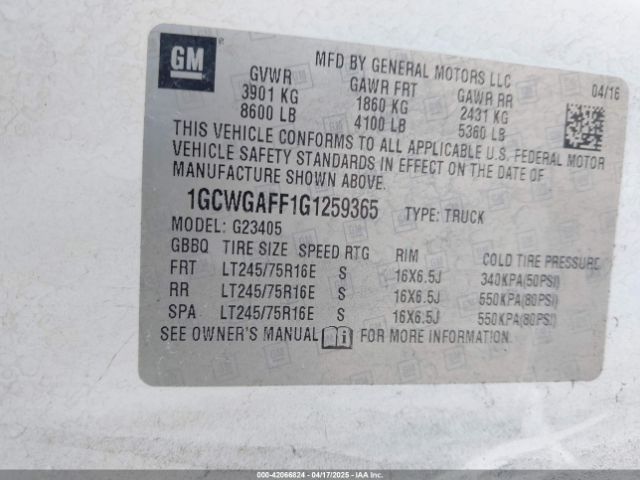 GM
MFD BY GENERAL MOTORS LLC
04/16
GVWR GAWR FRT GAWR RR
3901 KG 1860 KG 2431 KG
8600 LB 4100 LB 5360 LB
THIS VEHICLE CONFORMS TO ALL APPLICABLE U.S. FEDERAL MOTOR
VEHICLE SAFETY STANDARDS IN EFFECT ON THE DATE OF
MANUFACTURE SHOWN ABOVE.
1GCWGAFF1G1259365 TYPE: TRUCK
MODEL: G23405
GBBQ TIRE SIZE SPEED RTG RIM COLD TIRE PRESSURE
FRT LT245/75R16E S 16X6.5J 340KPA(50PSI)
RR LT245/75R16E S 16X6.5J 550KPA(80PSI)
SPA LT245/75R16E S 16X6.5J 550KPA(80PSI)
SEE OWNER'S MANUAL FOR MORE INFORMATION.
000-42066824 | 04/17/2025 | IAAI.COM